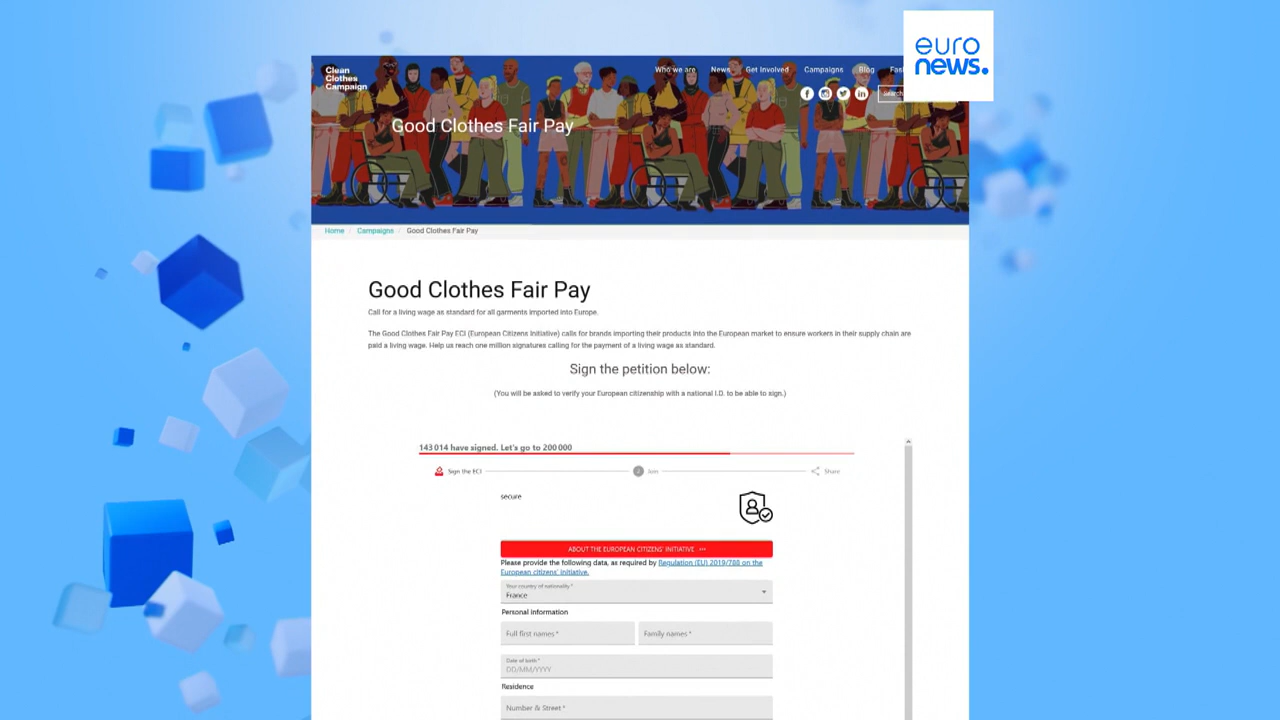 euro
news.
Clean
Clothes
Campaign
Who we are News Get Involved Campaigns Blog
Search
Good Clothes Fair Pay
Home / Campaigns / Good Clothes Fair Pay
Good Clothes Fair Pay
Call for a living wage as standard for all garments imported into Europe.
The Good Clothes Fair Pay ECI (European Citizens Initiative) calls for brands importing their products into the European market to ensure workers in their supply chain are
paid a living wage. Help us reach one million signatures calling for the payment of a living wage as standard.
Sign the petition below:
(You will be asked to verify your European citizenship with a national I.D. to be able to sign.)
143 014 have signed. Let's go to 200 000
Sign the ECI 2 Join Share
secure
ABOUT THE EUROPEAN CITIZENS' INITIATIVE ···
Please provide the following data, as required by Regulation (EU) 2019/788 on the
European citizens' initiative.
Your country of nationality *
France
Personal information
Full first names * Family names *
Date of birth *
DD/MM/YYYY
Residence
Number & Street *